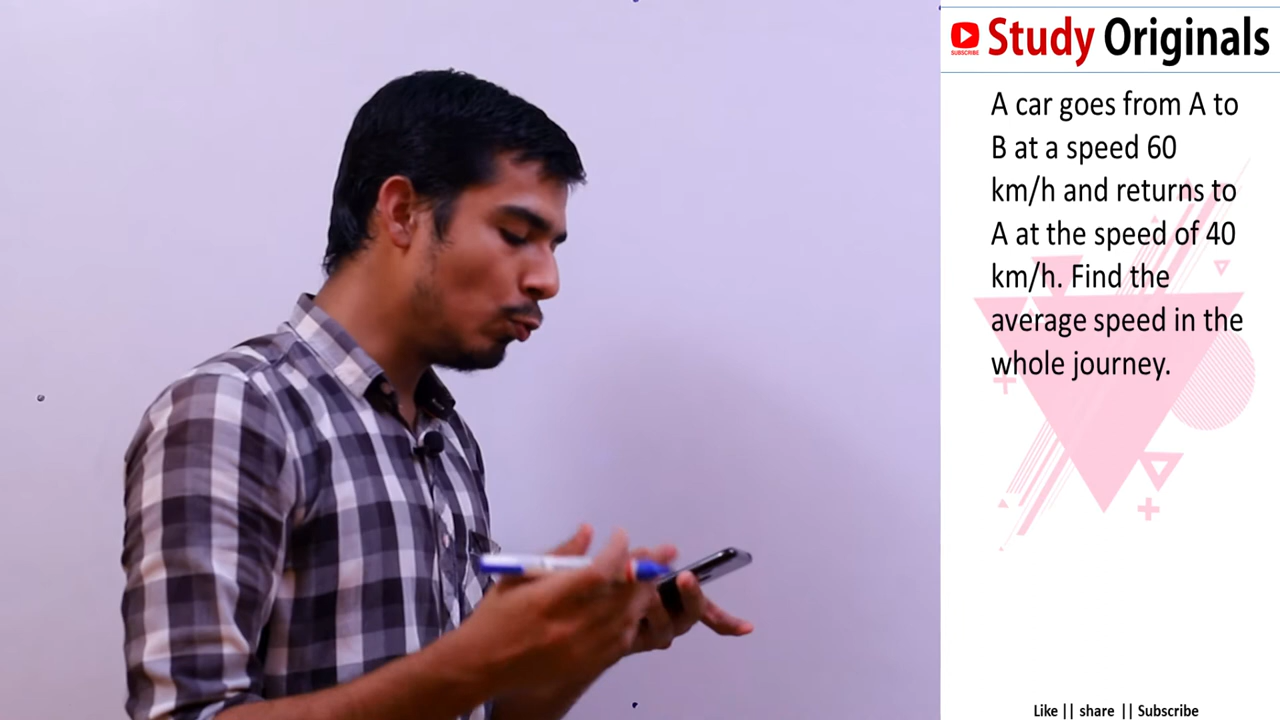 SUBSCRIBE
Study Originals
A car goes from A to
B at a speed 60
km/h and returns to
A at the speed of 40
km/h. Find the
average speed in the
whole journey.
Like || share || Subscribe